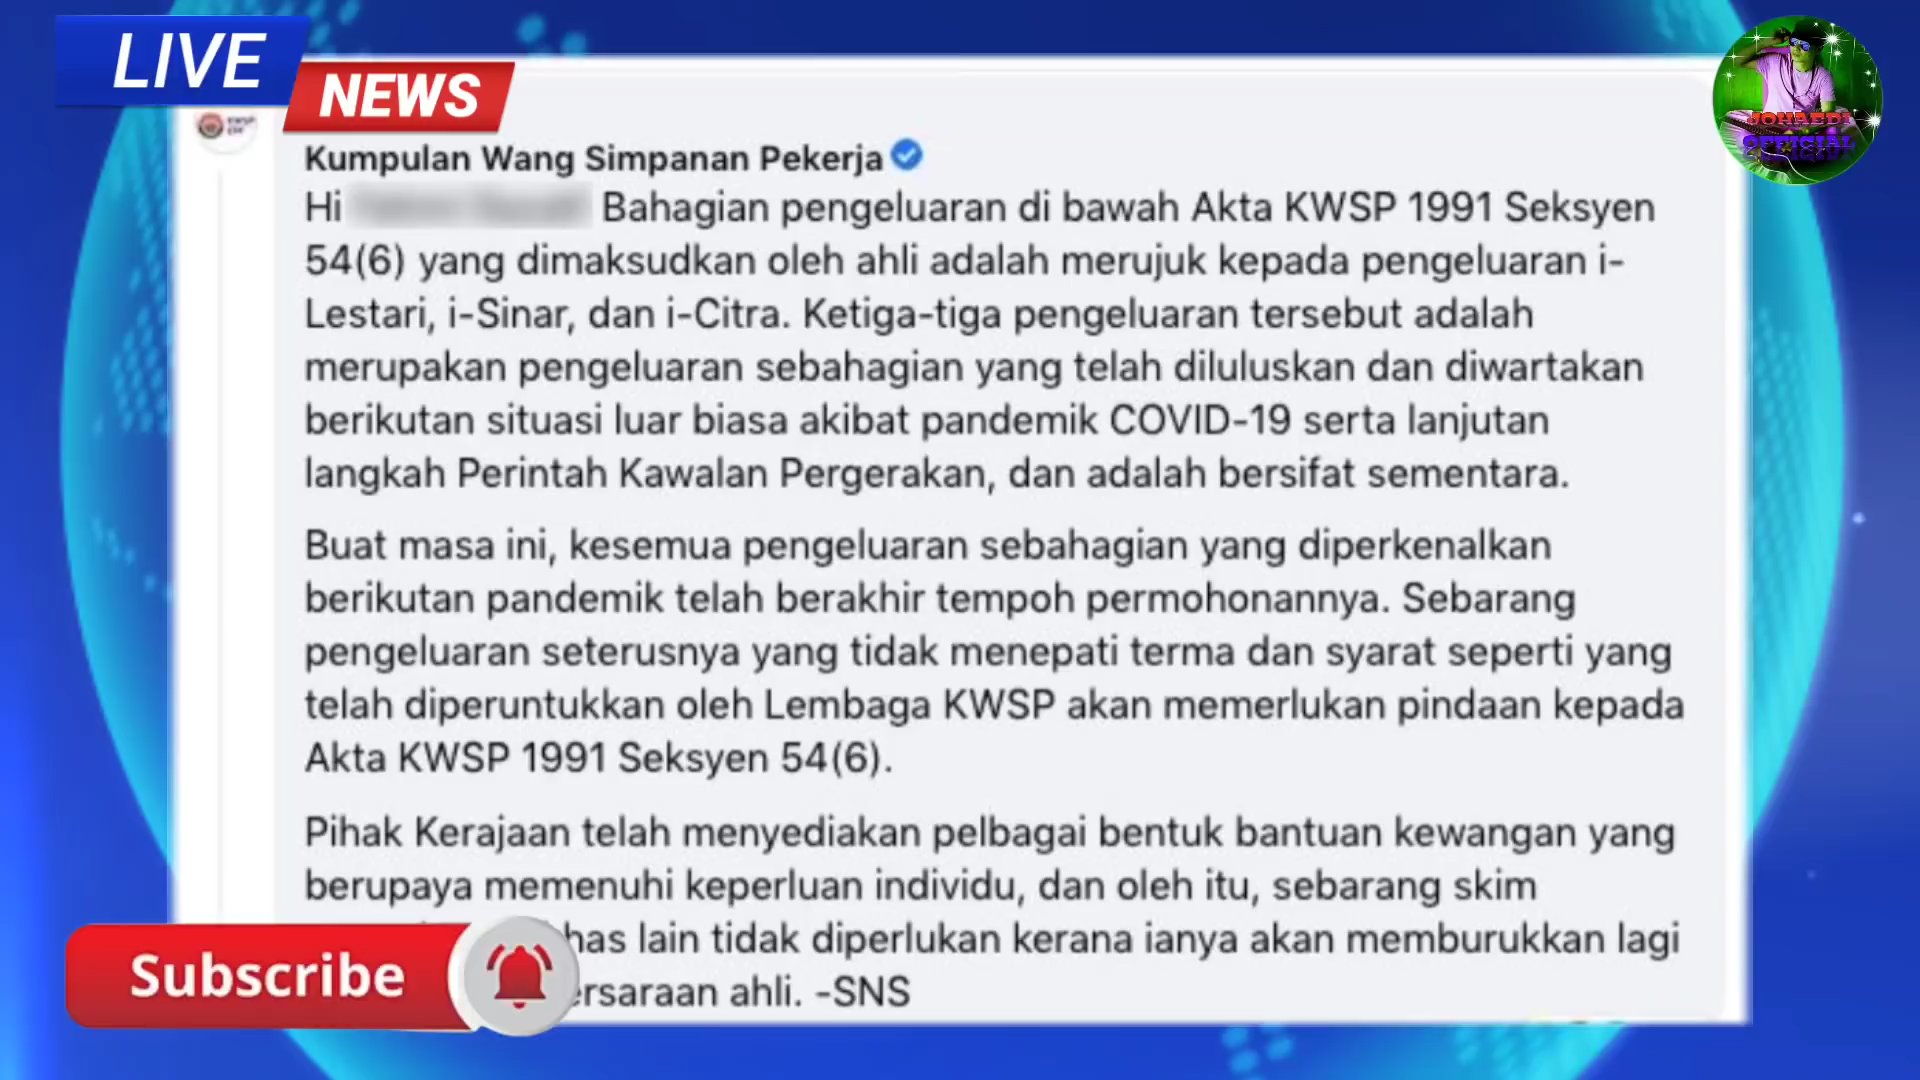 LIVE
NEWS
JOHAEDI
OFFICIAL
Kumpulan Wang Simpanan Pekerja
Hi Bahagian pengeluaran di bawah Akta KWSP 1991 Seksyen
54(6) yang dimaksudkan oleh ahli adalah merujuk kepada pengeluaran i-
Lestari, i-Sinar, dan i-Citra. Ketiga-tiga pengeluaran tersebut adalah
merupakan pengeluaran sebahagian yang telah diluluskan dan diwartakan
berikutan situasi luar biasa akibat pandemik COVID-19 serta lanjutan
langkah Perintah Kawalan Pergerakan, dan adalah bersifat sementara.
Buat masa ini, kesemua pengeluaran sebahagian yang diperkenalkan
berikutan pandemik telah berakhir tempoh permohonannya. Sebarang
pengeluaran seterusnya yang tidak menepati terma dan syarat seperti yang
telah diperuntukkan oleh Lembaga KWSP akan memerlukan pindaan kepada
Akta KWSP 1991 Seksyen 54(6).
Pihak Kerajaan telah menyediakan pelbagai bentuk bantuan kewangan yang
berupaya memenuhi keperluan individu, dan oleh itu, sebarang skim
has lain tidak diperlukan kerana ianya akan memburukkan lagi
ersaraan ahli. -SNS
Subscribe